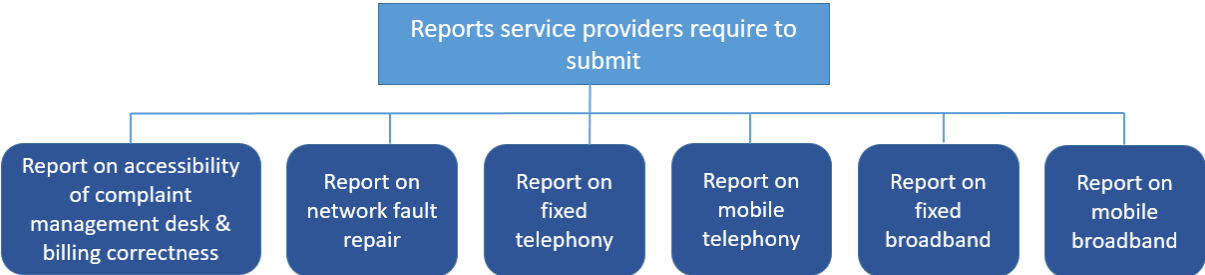 Reports service providers require to
submit
Report on accessibility
of complaint
management desk &
billing correctness
Report on
network fault
repair
Report on
fixed
telephony
Report on
mobile
telephony
Report on
fixed
broadband
Report on
mobile
broadband